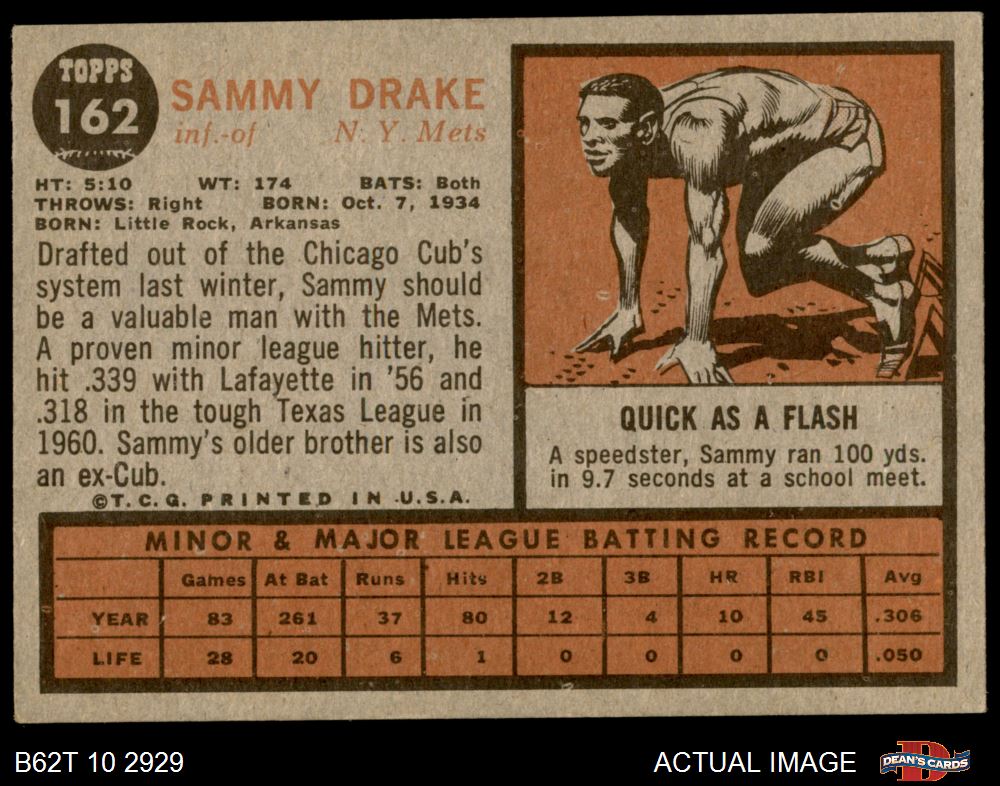 TOPPS
162
SAMMY DRAKE
inf.-of N. Y. Mets
HT: 5:10 WT: 174 BATS: Both
THROWS: Right BORN: Oct. 7, 1934
BORN: Little Rock, Arkansas
Drafted out of the Chicago Cub's
system last winter, Sammy should
be a valuable man with the Mets.
A proven minor league hitter, he
hit .339 with Lafayette in '56 and
.318 in the tough Texas League in
1960. Sammy's older brother is also
an ex-Cub.
©T.C.G. PRINTED IN U.S.A.
QUICK AS A FLASH
A speedster, Sammy ran 100 yds.
in 9.7 seconds at a school meet.
MINOR & MAJOR LEAGUE BATTING RECORD
Games At Bat Runs Hits 2B 3B HR RBI Avg
YEAR 83 261 37 80 12 4 10 45 .306
LIFE 28 20 6 1 0 0 0 0 .050
B62T 10 2929 ACTUAL IMAGE DEAN'S CARDS